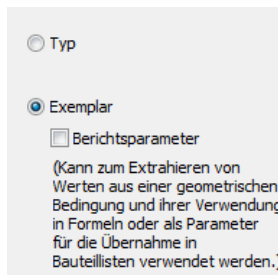 Typ
Exemplar
Berichtsparameter
(Kann zum Extrahieren von
Werten aus einer geometrischen
Bedingung und ihrer Verwendung
in Formeln oder als Parameter
für die Übernahme in
Bauteillisten verwendet werden.)